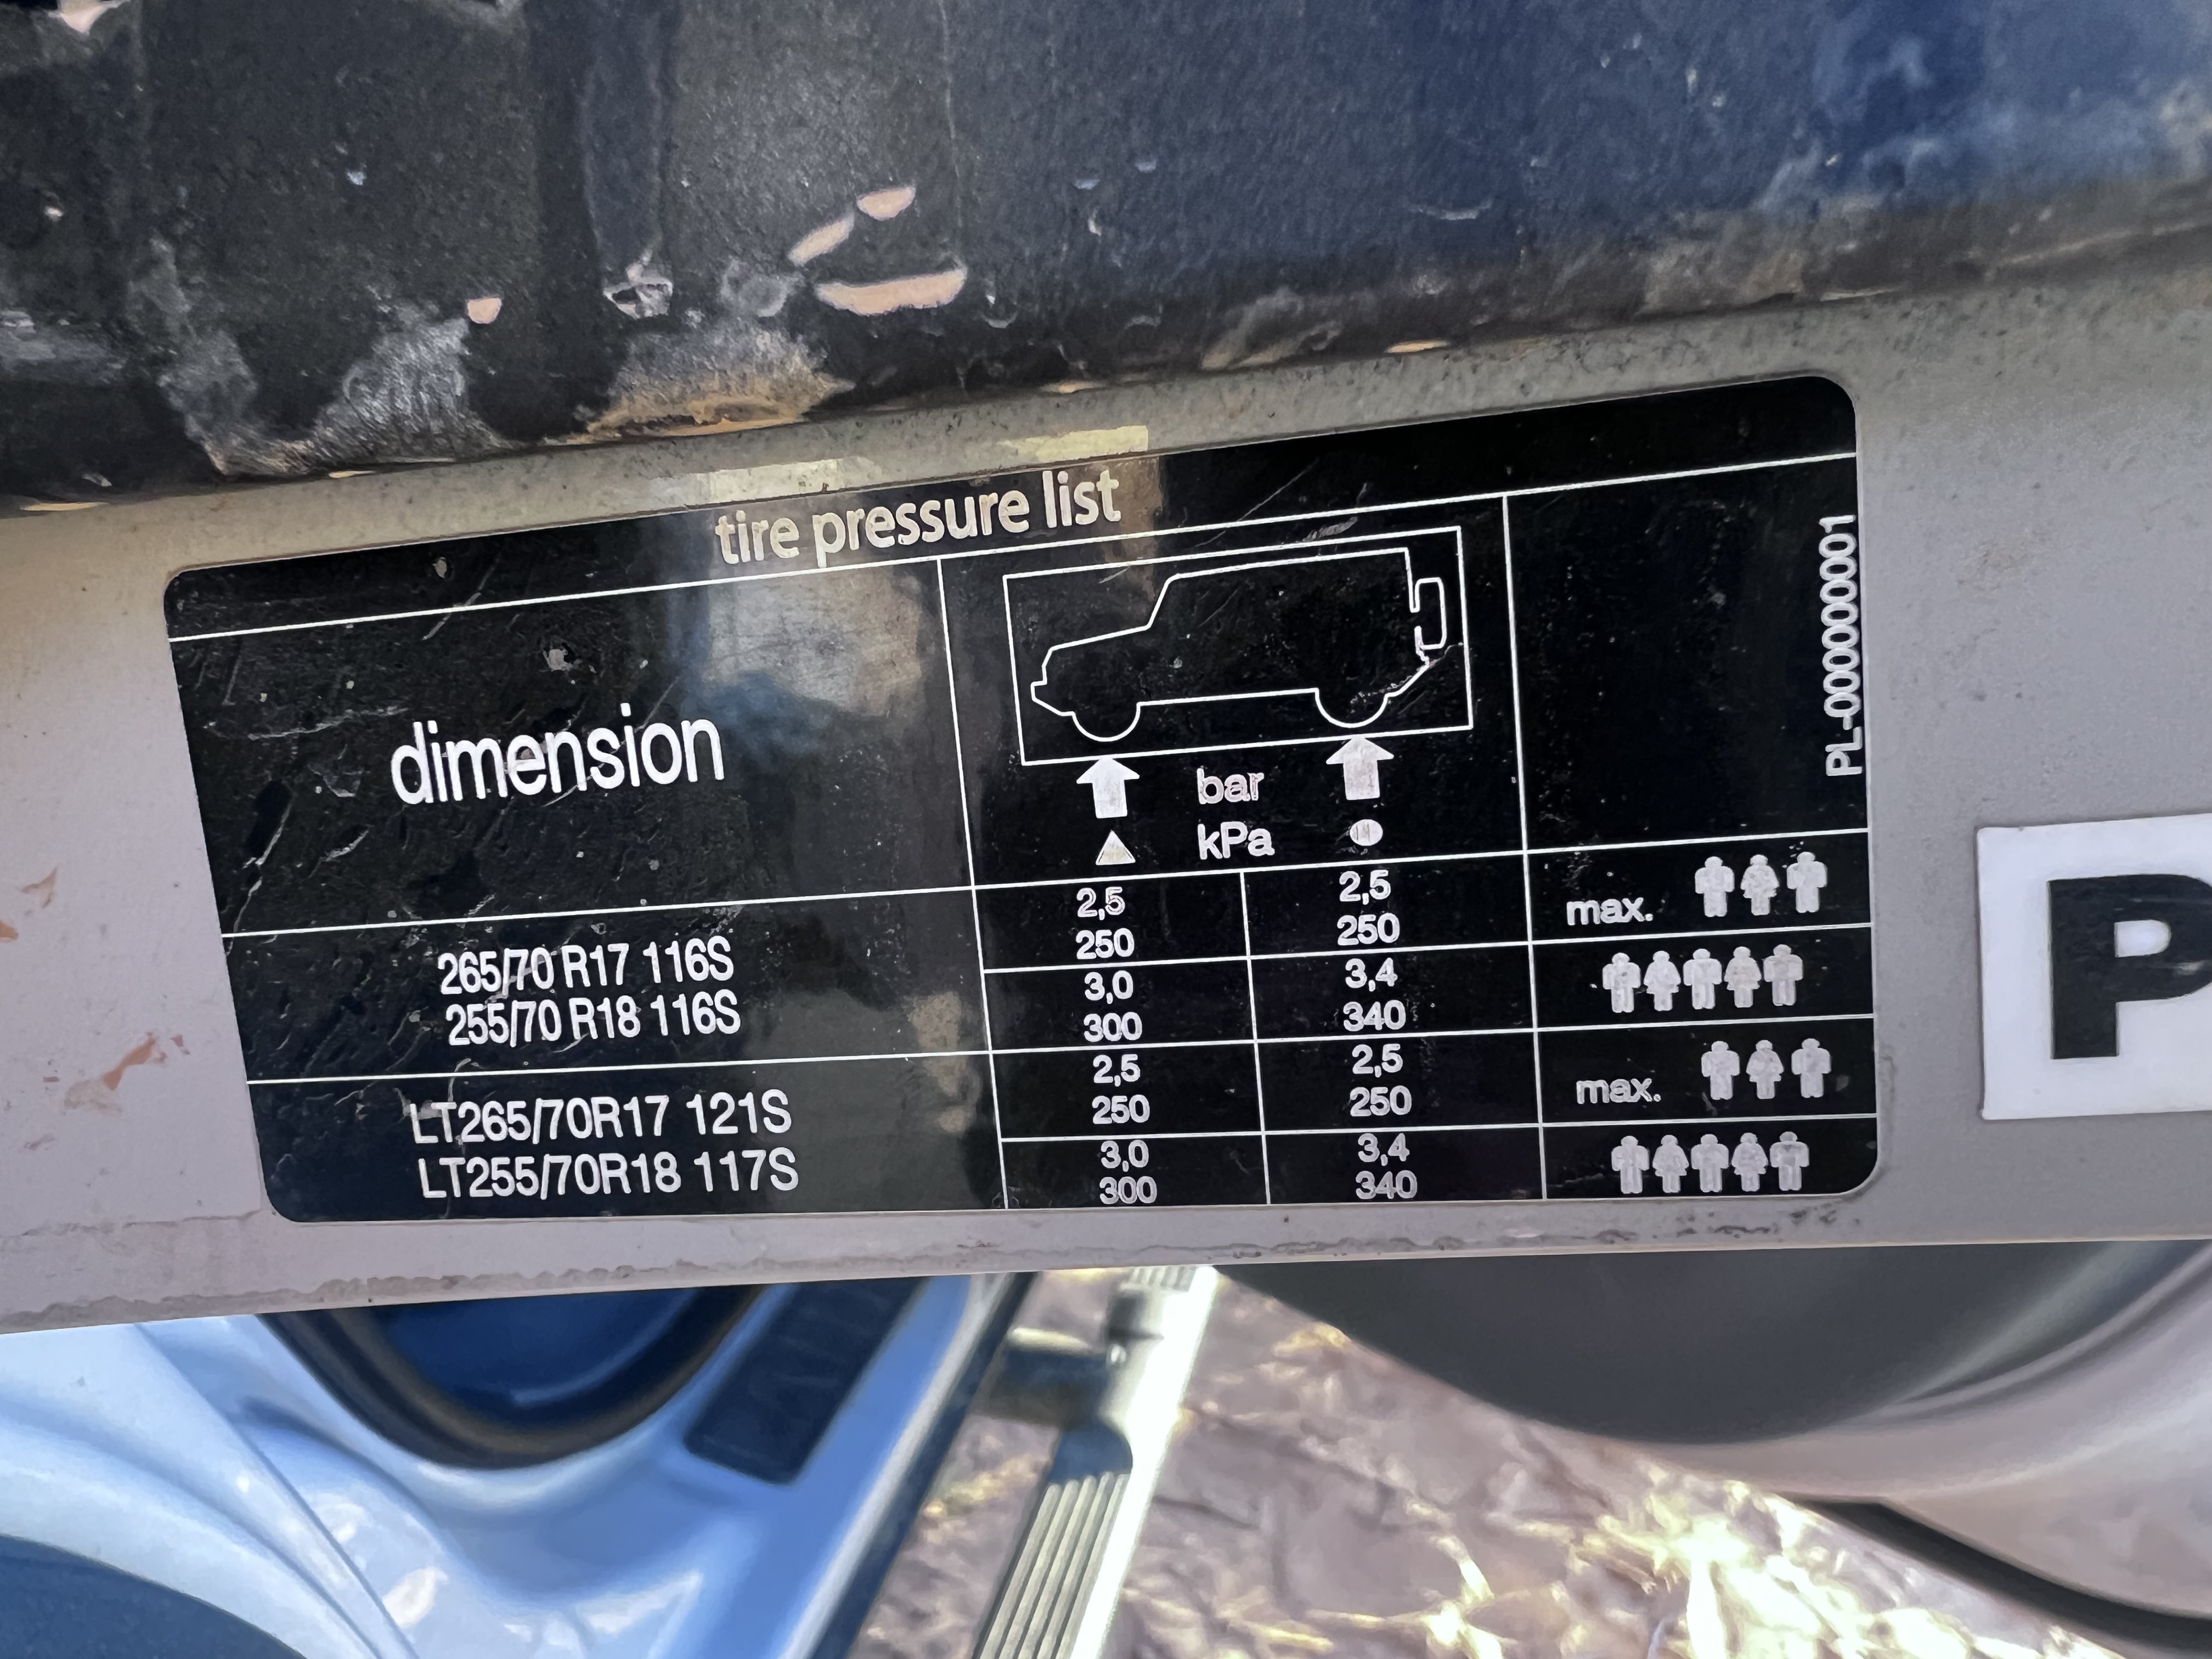 tire pressure list
PL-00000001
dimension
bar
kPa
P
2,5 2,5
250 250
max.
265/70 R17 116S
255/70 R18 116S
3,0 3,4
300 340
2,5 2,5
250 250
max.
LT265/70R17 121S
LT255/70R18 117S
3,0 3,4
300 340